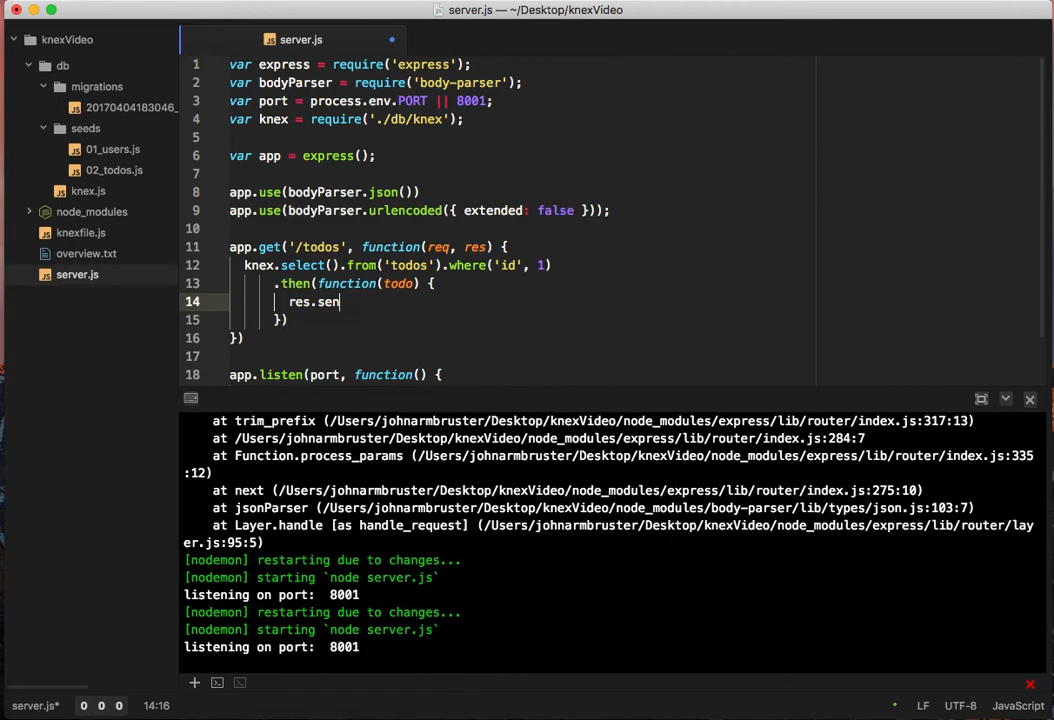 server.js — ~/Desktop/knexVideo
knexVideo
db
migrations
20170404183046_
seeds
01_users.js
02_todos.js
knex.js
node_modules
knexfile.js
overview.txt
server.js
server.js
1 var express = require('express');
2 var bodyParser = require('body-parser');
3 var port = process.env.PORT || 8001;
4 var knex = require('./db/knex');
5
6 var app = express();
7
8 app.use(bodyParser.json())
9 app.use(bodyParser.urlencoded({ extended: false }));
10
11 app.get('/todos', function(req, res) {
12 knex.select().from('todos').where('id', 1)
13 .then(function(todo) {
14 res.sen
15 })
16 })
17
18 app.listen(port, function() {
at trim_prefix (/Users/johnarmbruster/Desktop/knexVideo/node_modules/express/lib/router/index.js:317:13)
at /Users/johnarmbruster/Desktop/knexVideo/node_modules/express/lib/router/index.js:284:7
at Function.process_params (/Users/johnarmbruster/Desktop/knexVideo/node_modules/express/lib/router/index.js:335
:12)
at next (/Users/johnarmbruster/Desktop/knexVideo/node_modules/express/lib/router/index.js:275:10)
at jsonParser (/Users/johnarmbruster/Desktop/knexVideo/node_modules/body-parser/lib/types/json.js:103:7)
at Layer.handle [as handle_request] (/Users/johnarmbruster/Desktop/knexVideo/node_modules/express/lib/router/lay
er.js:95:5)
[nodemon] restarting due to changes...
[nodemon] starting `node server.js`
listening on port:  8001
[nodemon] restarting due to changes...
[nodemon] starting `node server.js`
listening on port:  8001
server.js* 0 0 0 14:16 LF UTF-8 JavaScript